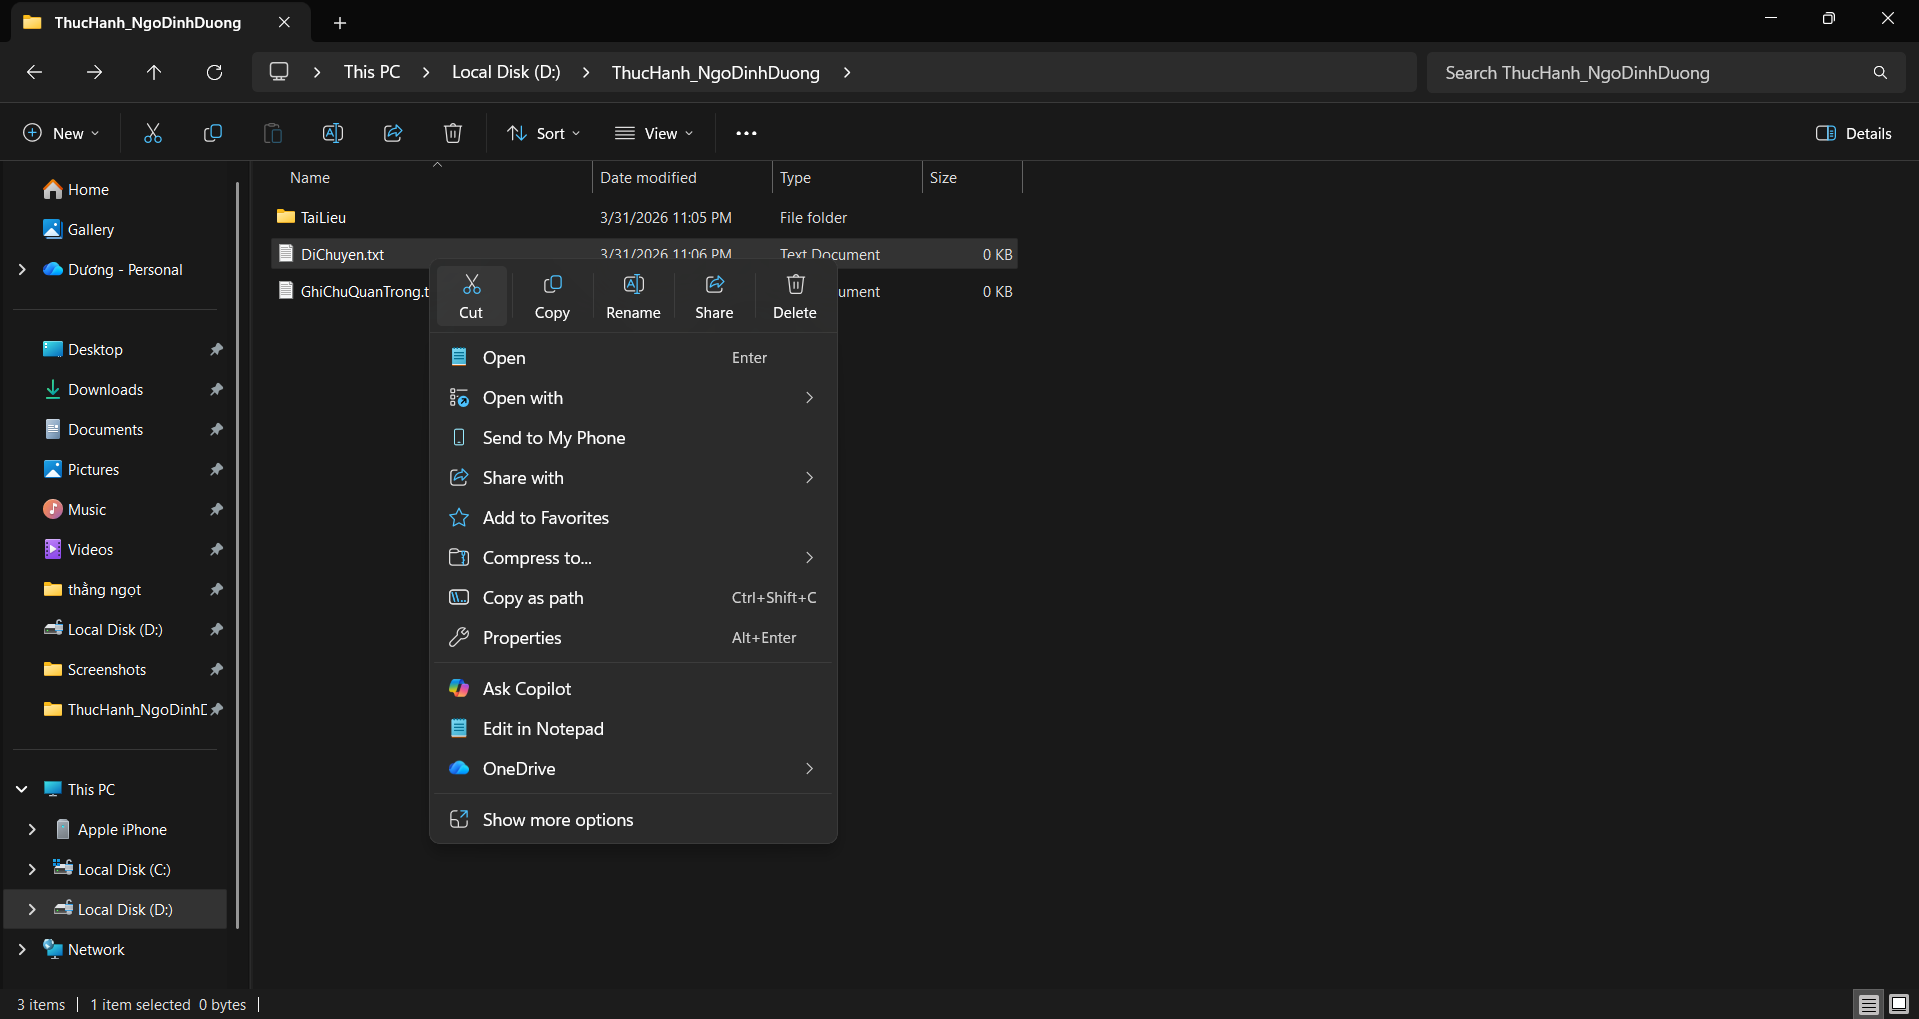 ThucHanh_NgoDinhDuong
This PC
Local Disk (D:)
ThucHanh_NgoDinhDuong
Search ThucHanh_NgoDinhDuong
New
Sort
View
Details
Name
Date modified
Type
Size
TaiLieu
3/31/2026 11:05 PM
File folder
DiChuyen.txt
3/31/2026 11:06 PM
Text Document
0 KB
GhiChuQuanTrong.t
ument
0 KB
Cut
Copy
Rename
Share
Delete
Open
Enter
Open with
Send to My Phone
Share with
Add to Favorites
Compress to...
Copy as path
Ctrl+Shift+C
Properties
Alt+Enter
Ask Copilot
Edit in Notepad
OneDrive
Show more options
Home
Gallery
Dương - Personal
Desktop
Downloads
Documents
Pictures
Music
Videos
thằng ngọt
Local Disk (D:)
Screenshots
ThucHanh_NgoDinhD
This PC
Apple iPhone
Local Disk (C:)
Local Disk (D:)
Network
3 items
1 item selected 0 bytes